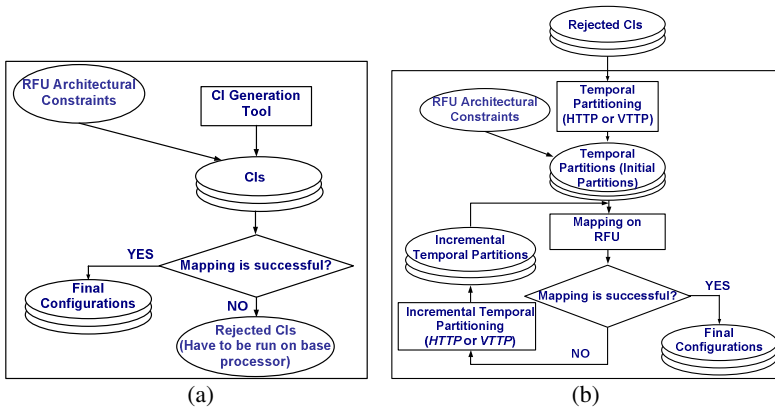 RFU Architectural
Constraints
CI Generation
Tool
CIs
YES
Mapping is successful?
Final
Configurations
NO
Rejected CIs
(Have to be run on base
processor)
(a)
Rejected CIs
RFU Architectural
Constraints
Temporal
Partitioning
(HTTP or VTTP)
Temporal
Partitions (Initial
Partitions)
Mapping on
RFU
Incremental
Temporal Partitions
Mapping is successful?
YES
Incremental Temporal
Partitioning
(HTTP or VTTP)
NO
Final
Configurations
(b)